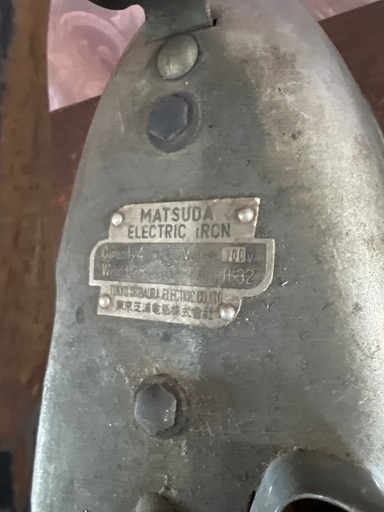 MATSUDA
ELECTRIC IRON
100V
H-32
TOKYO SHIBAURA ELECTRIC CO. LTD.
東京芝浦電気株式會社